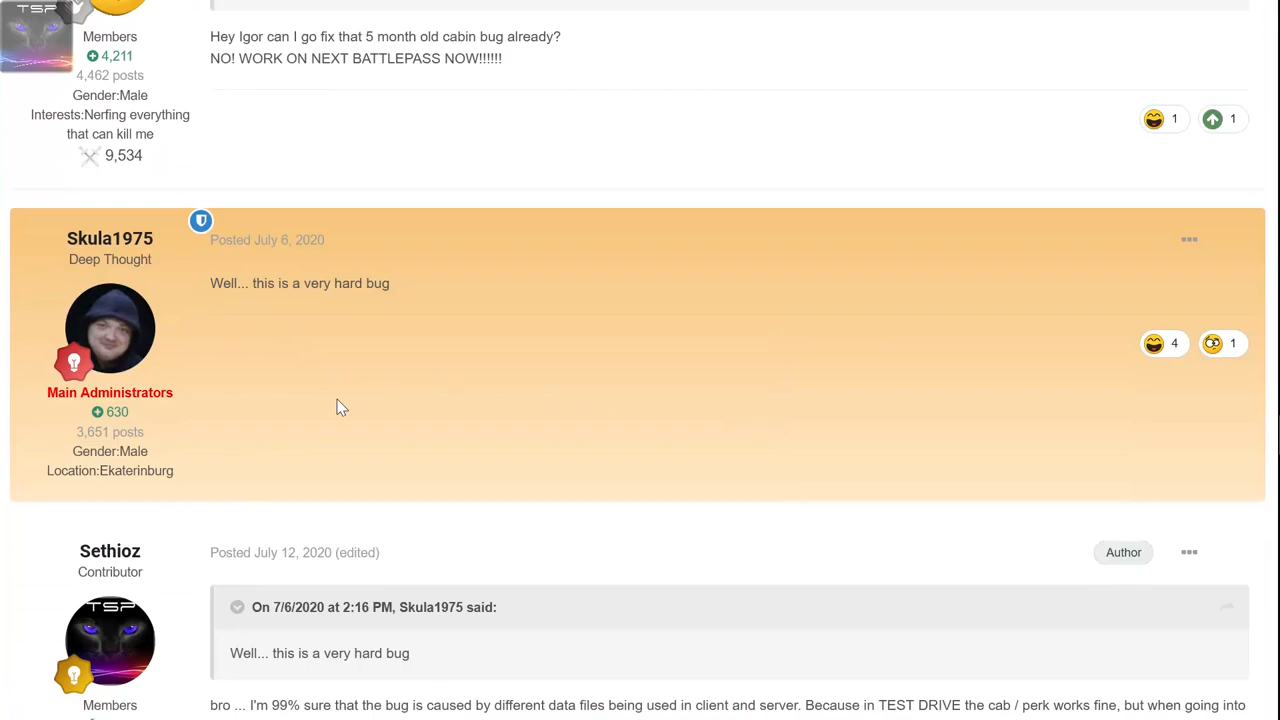 TSP
Members
4,211
4,462 posts
Gender:Male
Interests:Nerfing everything
that can kill me
9,534
Hey Igor can I go fix that 5 month old cabin bug already?
NO! WORK ON NEXT BATTLEPASS NOW!!!!!!
1
1
Skula1975
Deep Thought
Main Administrators
630
3,651 posts
Gender:Male
Location:Ekaterinburg
Posted July 6, 2020
Well... this is a very hard bug
4
1
Sethioz
Contributor
TSP
Members
Posted July 12, 2020 (edited)
Author
On 7/6/2020 at 2:16 PM, Skula1975 said:
Well... this is a very hard bug
bro ... I'm 99% sure that the bug is caused by different data files being used in client and server. Because in TEST DRIVE the cab / perk works fine, but when going into